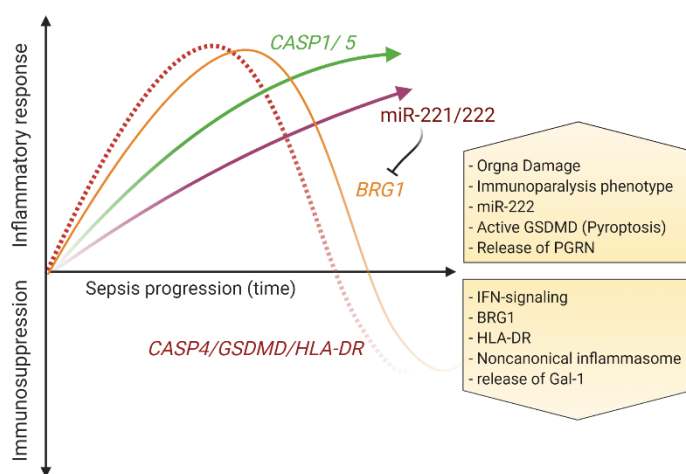 Inflammatory response
Immunosuppression
CASP1/ 5
miR-221/222
BRG1
Sepsis progression (time)
CASP4/GSDMD/HLA-DR
- Orgna Damage
- Immunoparalysis phenotype
- miR-222
- Active GSDMD (Pyroptosis)
- Release of PGRN
- IFN-signaling
- BRG1
- HLA-DR
- Noncanonical inflammasome
- release of Gal-1